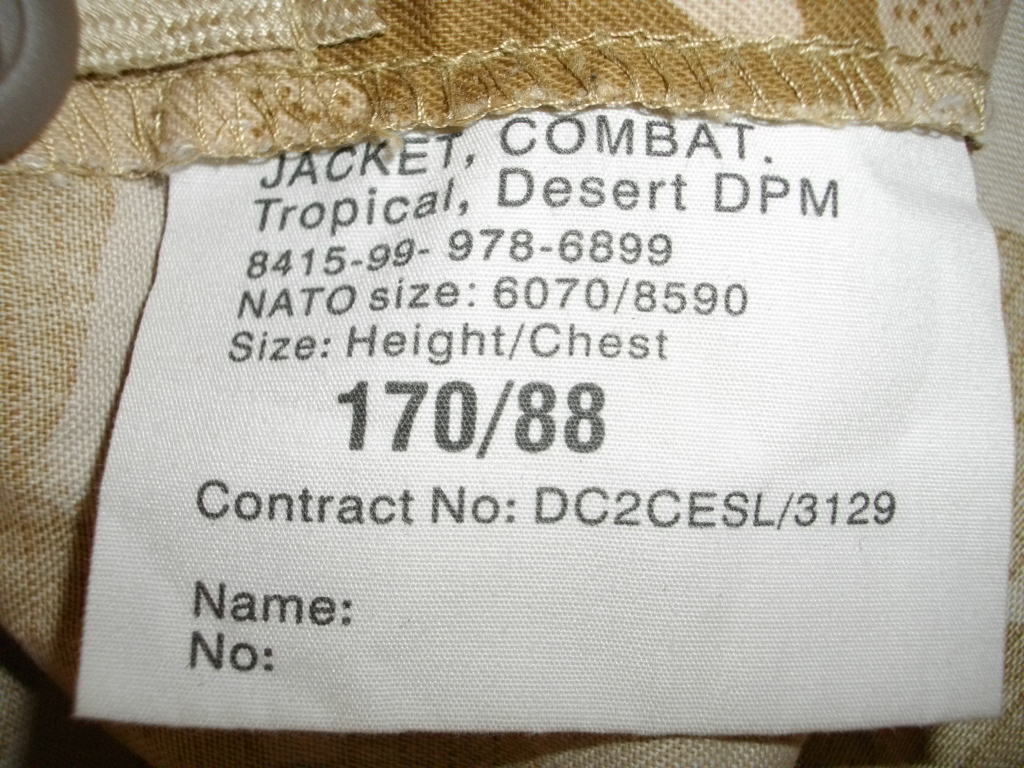 JACKET, COMBAT.
Tropical, Desert DPM
8415-99- 978-6899
NATO size: 6070/8590
Size: Height/Chest
170/88
Contract No: DC2CESL/3129
Name:
No: